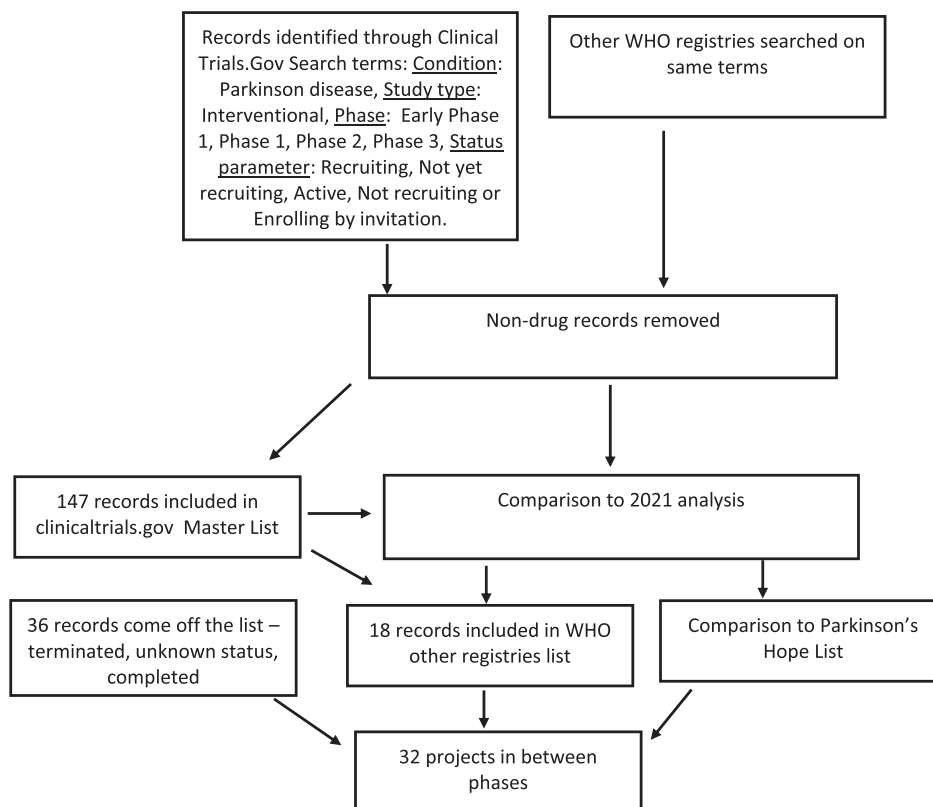 Records identified through Clinical
Trials.Gov Search terms: Condition:
Parkinson disease, Study type:
Interventional, Phase: Early Phase
1, Phase 1, Phase 2, Phase 3, Status
parameter: Recruiting, Not yet
recruiting, Active, Not recruiting or
Enrolling by invitation.
Other WHO registries searched on
same terms
Non-drug records removed
147 records included in
clinicaltrials.gov Master List
Comparison to 2021 analysis
36 records come off the list –
terminated, unknown status,
completed
18 records included in WHO
other registries list
Comparison to Parkinson’s
Hope List
32 projects in between
phases